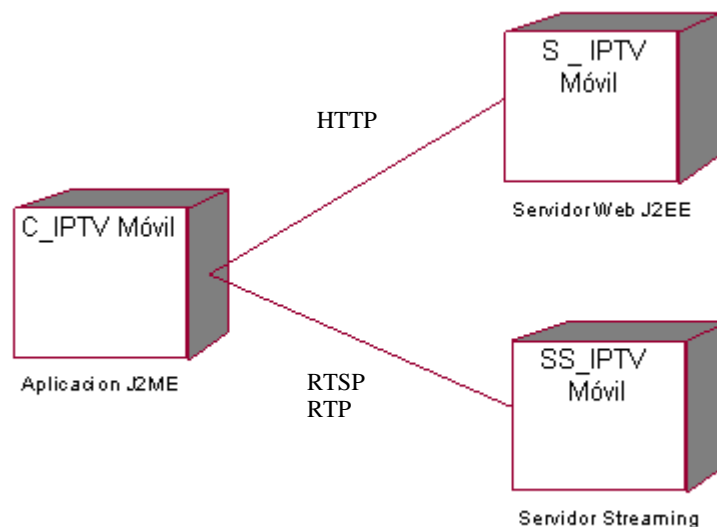 S _ IPTV
Móvil
HTTP
Servidor Web J2EE
C_IPTV Móvil
Aplicacion J2ME
RTSP
RTP
SS_IPTV
Móvil
Servidor Streaming